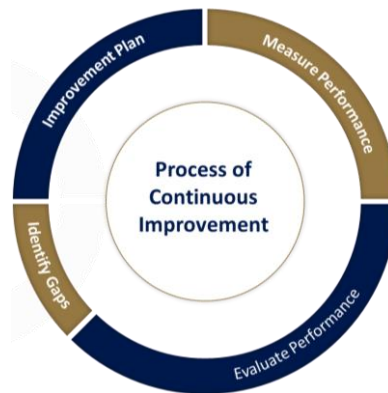 Improvement Plan
Measure Performance
Process of
Continuous
Improvement
Identify Gaps
Evaluate Performance